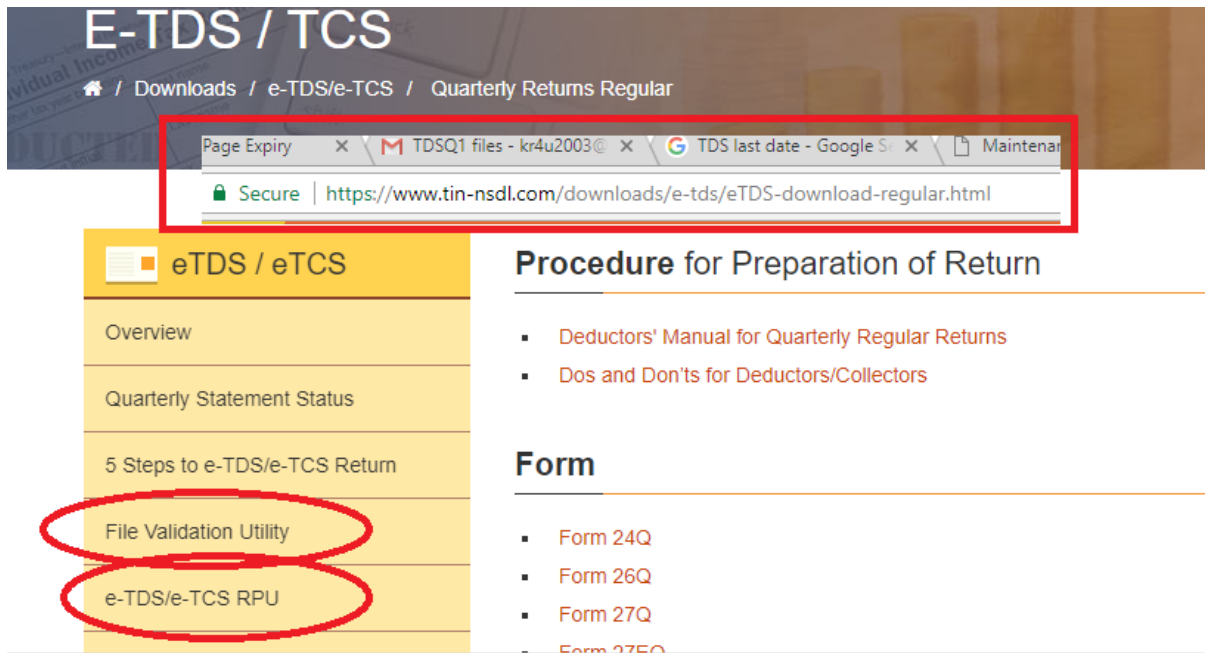 E-TDS / TCS
/ Downloads / e-TDS/e-TCS / Quarterly Returns Regular
Page Expiry TDSQ1 files - kr4u2003@ TDS last date - Google Se Maintenan
Secure https://www.tin-nsdl.com/downloads/e-tds/eTDS-download-regular.html
eTDS / eTCS
Overview
Quarterly Statement Status
5 Steps to e-TDS/e-TCS Return
File Validation Utility
e-TDS/e-TCS RPU
Procedure for Preparation of Return
Deductors' Manual for Quarterly Regular Returns
Dos and Don'ts for Deductors/Collectors
Form
Form 24Q
Form 26Q
Form 27Q
Form 27EQ